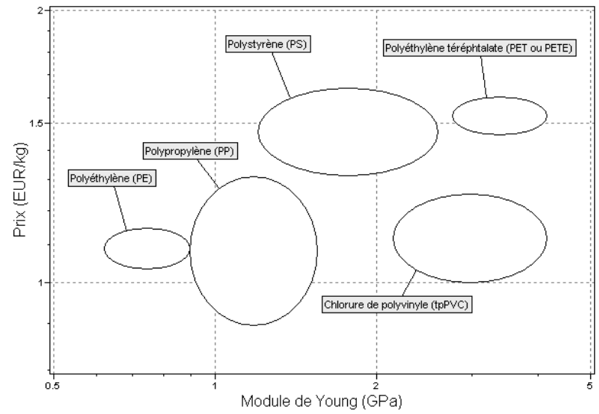 2
Polystyrène (PS)
Polyéthylène téréphtalate (PET ou PETE)
1.5
Polypropylène (PP)
Polyéthylène (PE)
Prix (EUR/kg)
1
Chlorure de polyvinyle (tpPVC)
0.5 1 2 5
Module de Young (GPa)